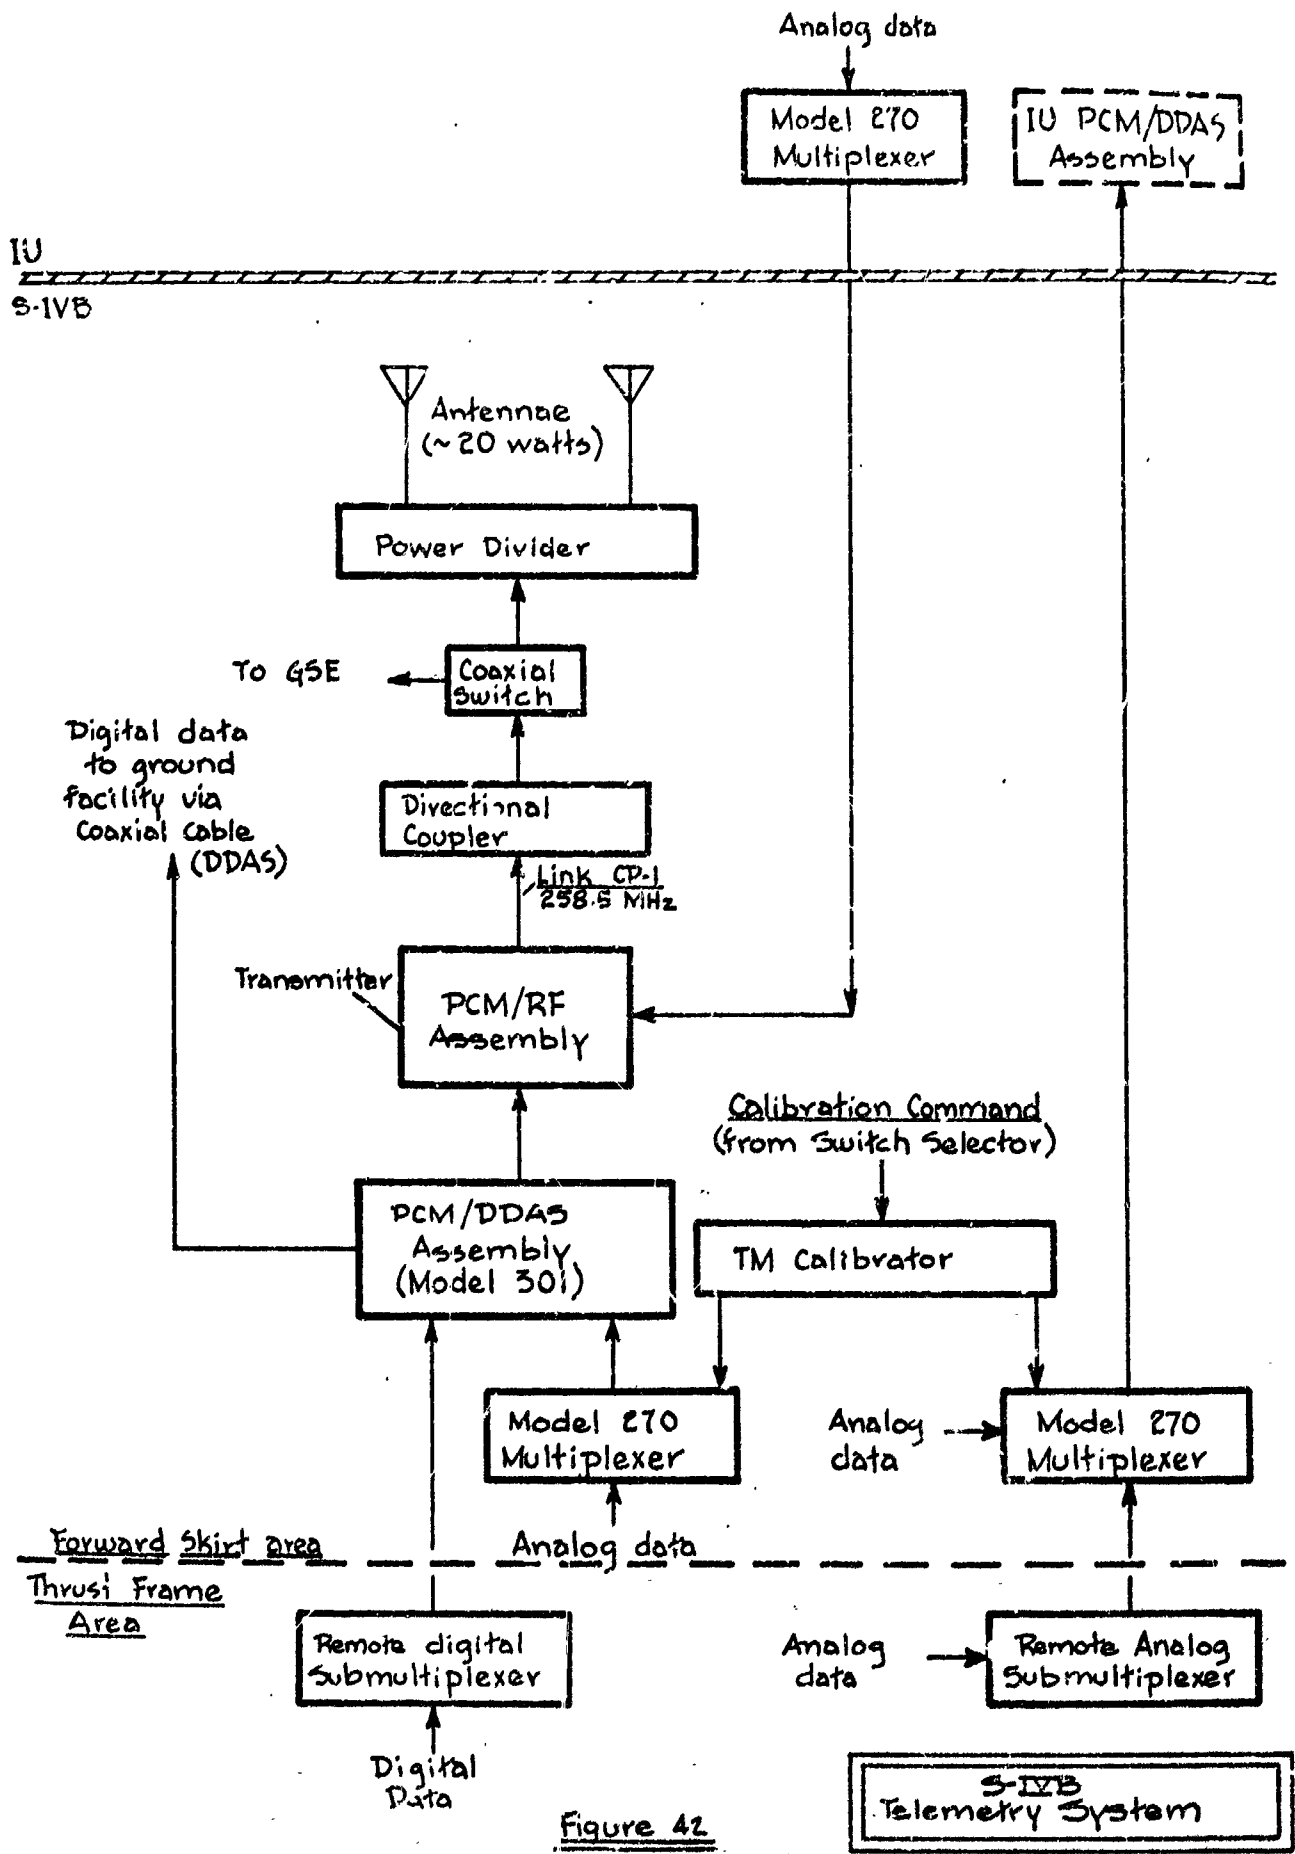 Analog data
Model 270
Multiplexer
IU PCM/DDAS
Assembly
IU
S-IVB
Antennae
(~20 watts)
Power Divider
To GSE
Coaxial
Switch
Digital data
to ground
facility via
Coaxial Cable
(DDAS)
Directional
Coupler
Link CP-1
258.5 MHz
Transmitter
PCM/RF
Assembly
Calibration Command
(from Switch Selector)
PCM/DDAS
Assembly
(Model 301)
TM Calibrator
Model 270
Multiplexer
Analog
data
Model 270
Multiplexer
Forward Skirt area
Analog data
Thrust Frame
Area
Remote digital
Submultiplexer
Analog
data
Remote Analog
Submultiplexer
Digital
Data
S-IVB
Telemetry System
Figure 42